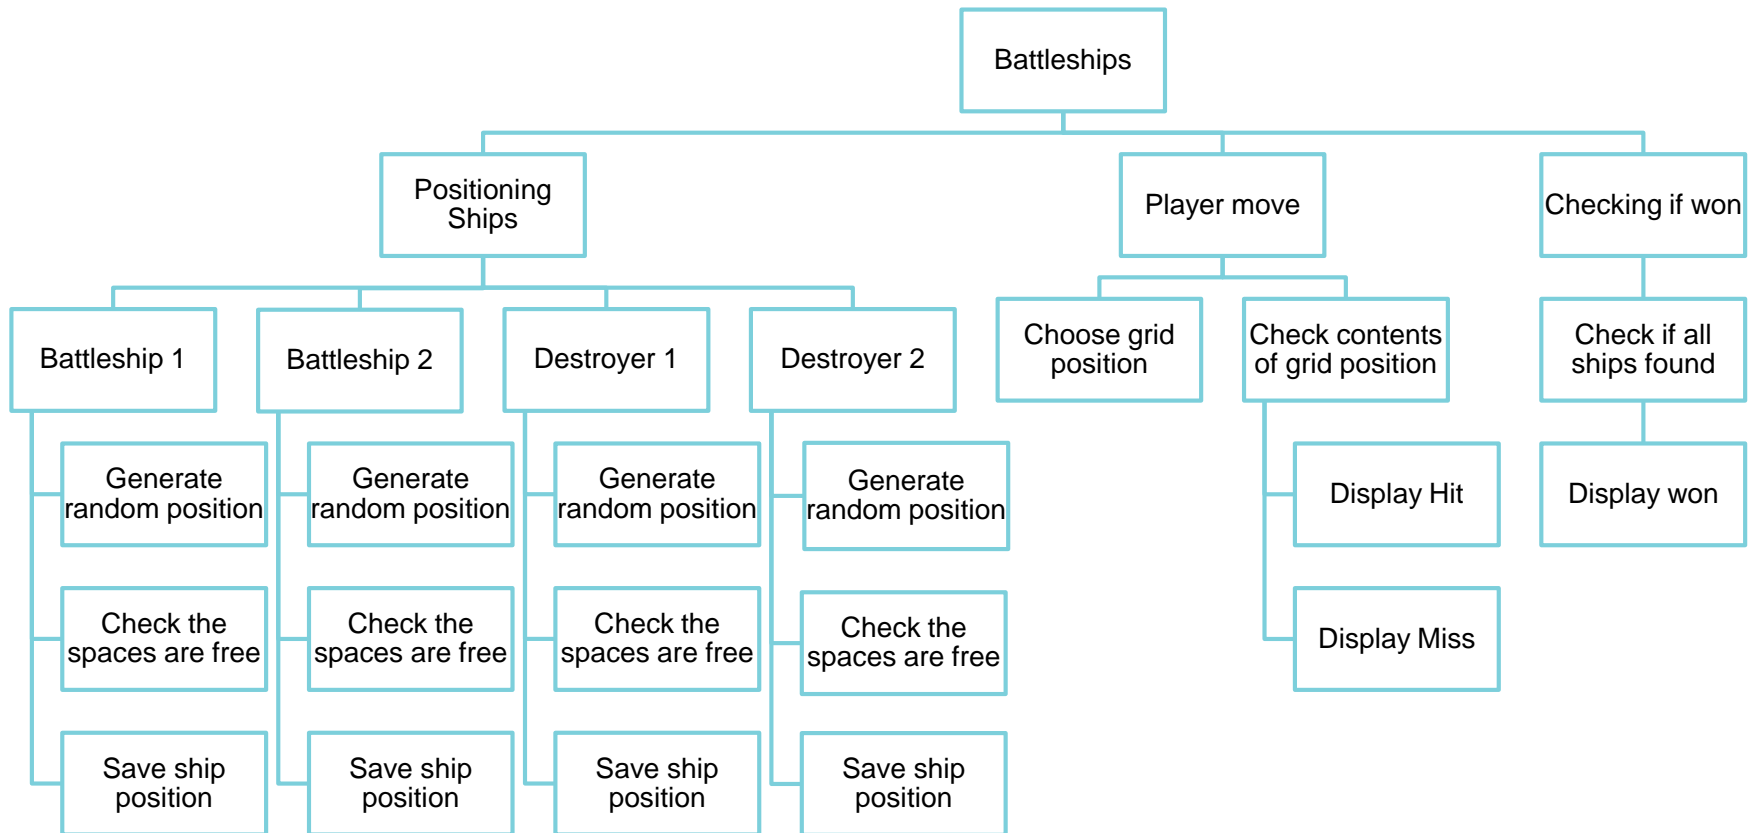 Battleships
Positioning
Ships
Player move
Checking if won
Battleship 1
Battleship 2
Destroyer 1
Destroyer 2
Choose grid
position
Check contents
of grid position
Check if all
ships found
Generate
random position
Generate
random position
Generate
random position
Generate
random position
Display Hit
Display won
Check the
spaces are free
Check the
spaces are free
Check the
spaces are free
Check the
spaces are free
Display Miss
Save ship
position
Save ship
position
Save ship
position
Save ship
position